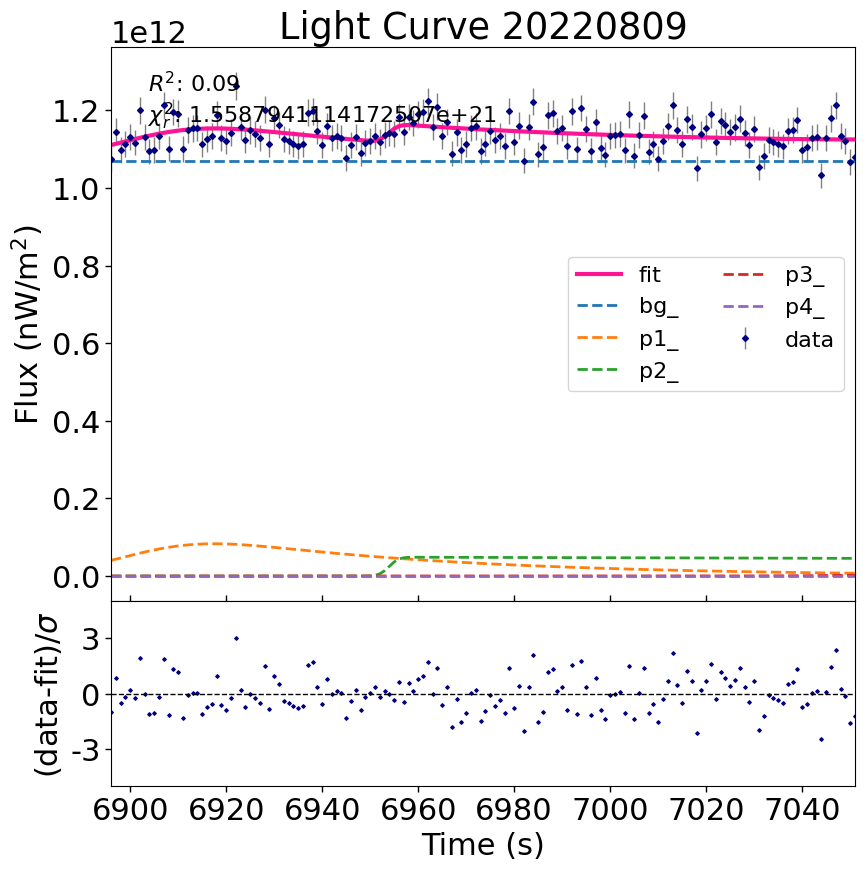 Light Curve 20220809
1e12
R²: 0.09
χ²ᵣ: 1.5587941114172507e+21
1.2
1.0
0.8
0.6
0.4
0.2
0.0
Flux (nW/m²)
fit
bg_
p1_
p2_
p3_
p4_
data
3
0
-3
(data-fit)/σ
6900 6920 6940 6960 6980 7000 7020 7040
Time (s)